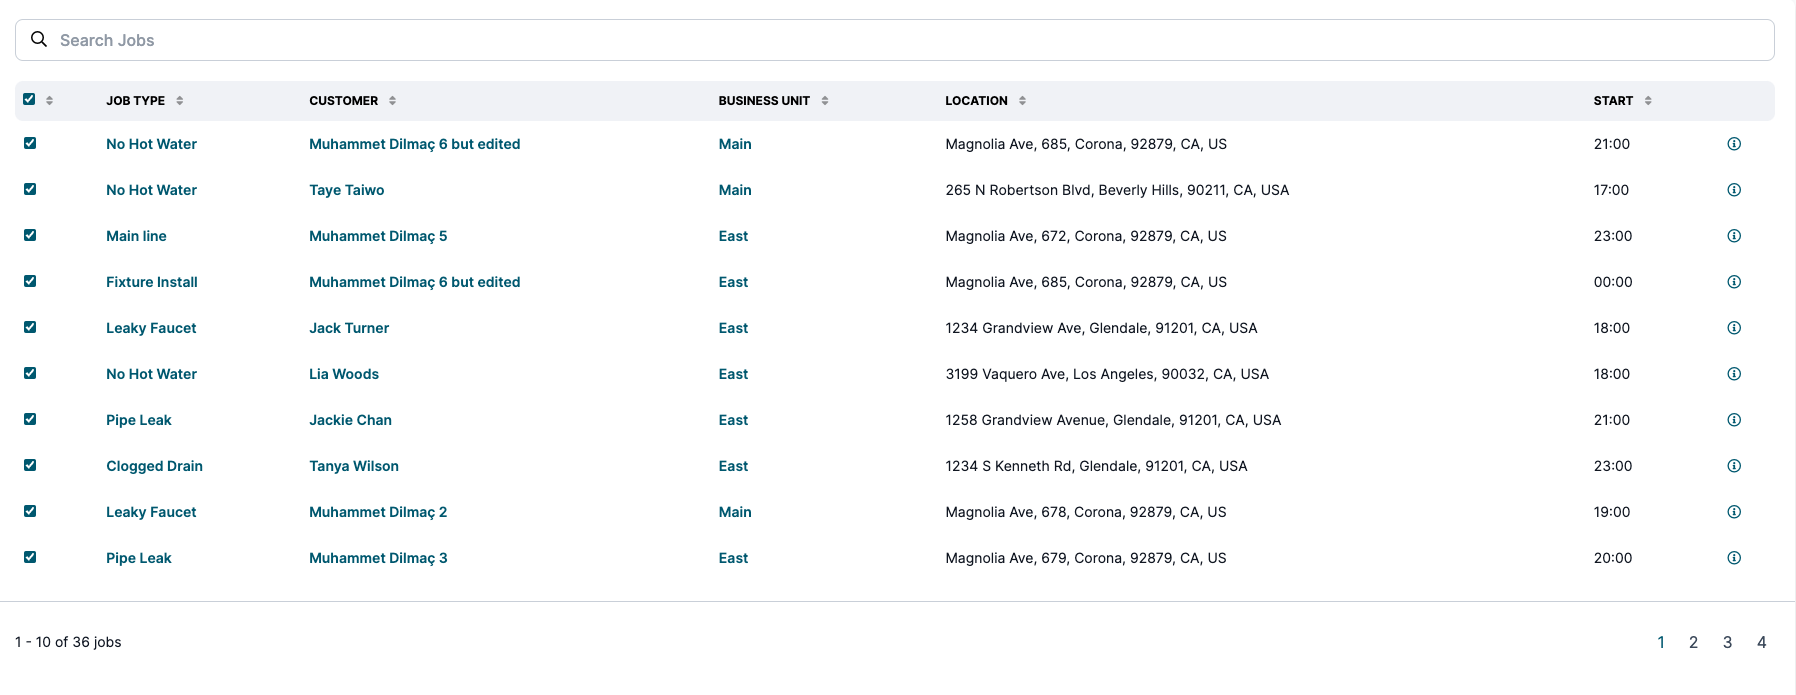 Search Jobs
JOB TYPE CUSTOMER BUSINESS UNIT LOCATION START
No Hot Water Muhammet Dilmaç 6 but edited Main Magnolia Ave, 685, Corona, 92879, CA, US 21:00
No Hot Water Taye Taiwo Main 265 N Robertson Blvd, Beverly Hills, 90211, CA, USA 17:00
Main line Muhammet Dilmaç 5 East Magnolia Ave, 672, Corona, 92879, CA, US 23:00
Fixture Install Muhammet Dilmaç 6 but edited East Magnolia Ave, 685, Corona, 92879, CA, US 00:00
Leaky Faucet Jack Turner East 1234 Grandview Ave, Glendale, 91201, CA, USA 18:00
No Hot Water Lia Woods East 3199 Vaquero Ave, Los Angeles, 90032, CA, USA 18:00
Pipe Leak Jackie Chan East 1258 Grandview Avenue, Glendale, 91201, CA, USA 21:00
Clogged Drain Tanya Wilson East 1234 S Kenneth Rd, Glendale, 91201, CA, USA 23:00
Leaky Faucet Muhammet Dilmaç 2 Main Magnolia Ave, 678, Corona, 92879, CA, US 19:00
Pipe Leak Muhammet Dilmaç 3 East Magnolia Ave, 679, Corona, 92879, CA, US 20:00
1 - 10 of 36 jobs 1 2 3 4